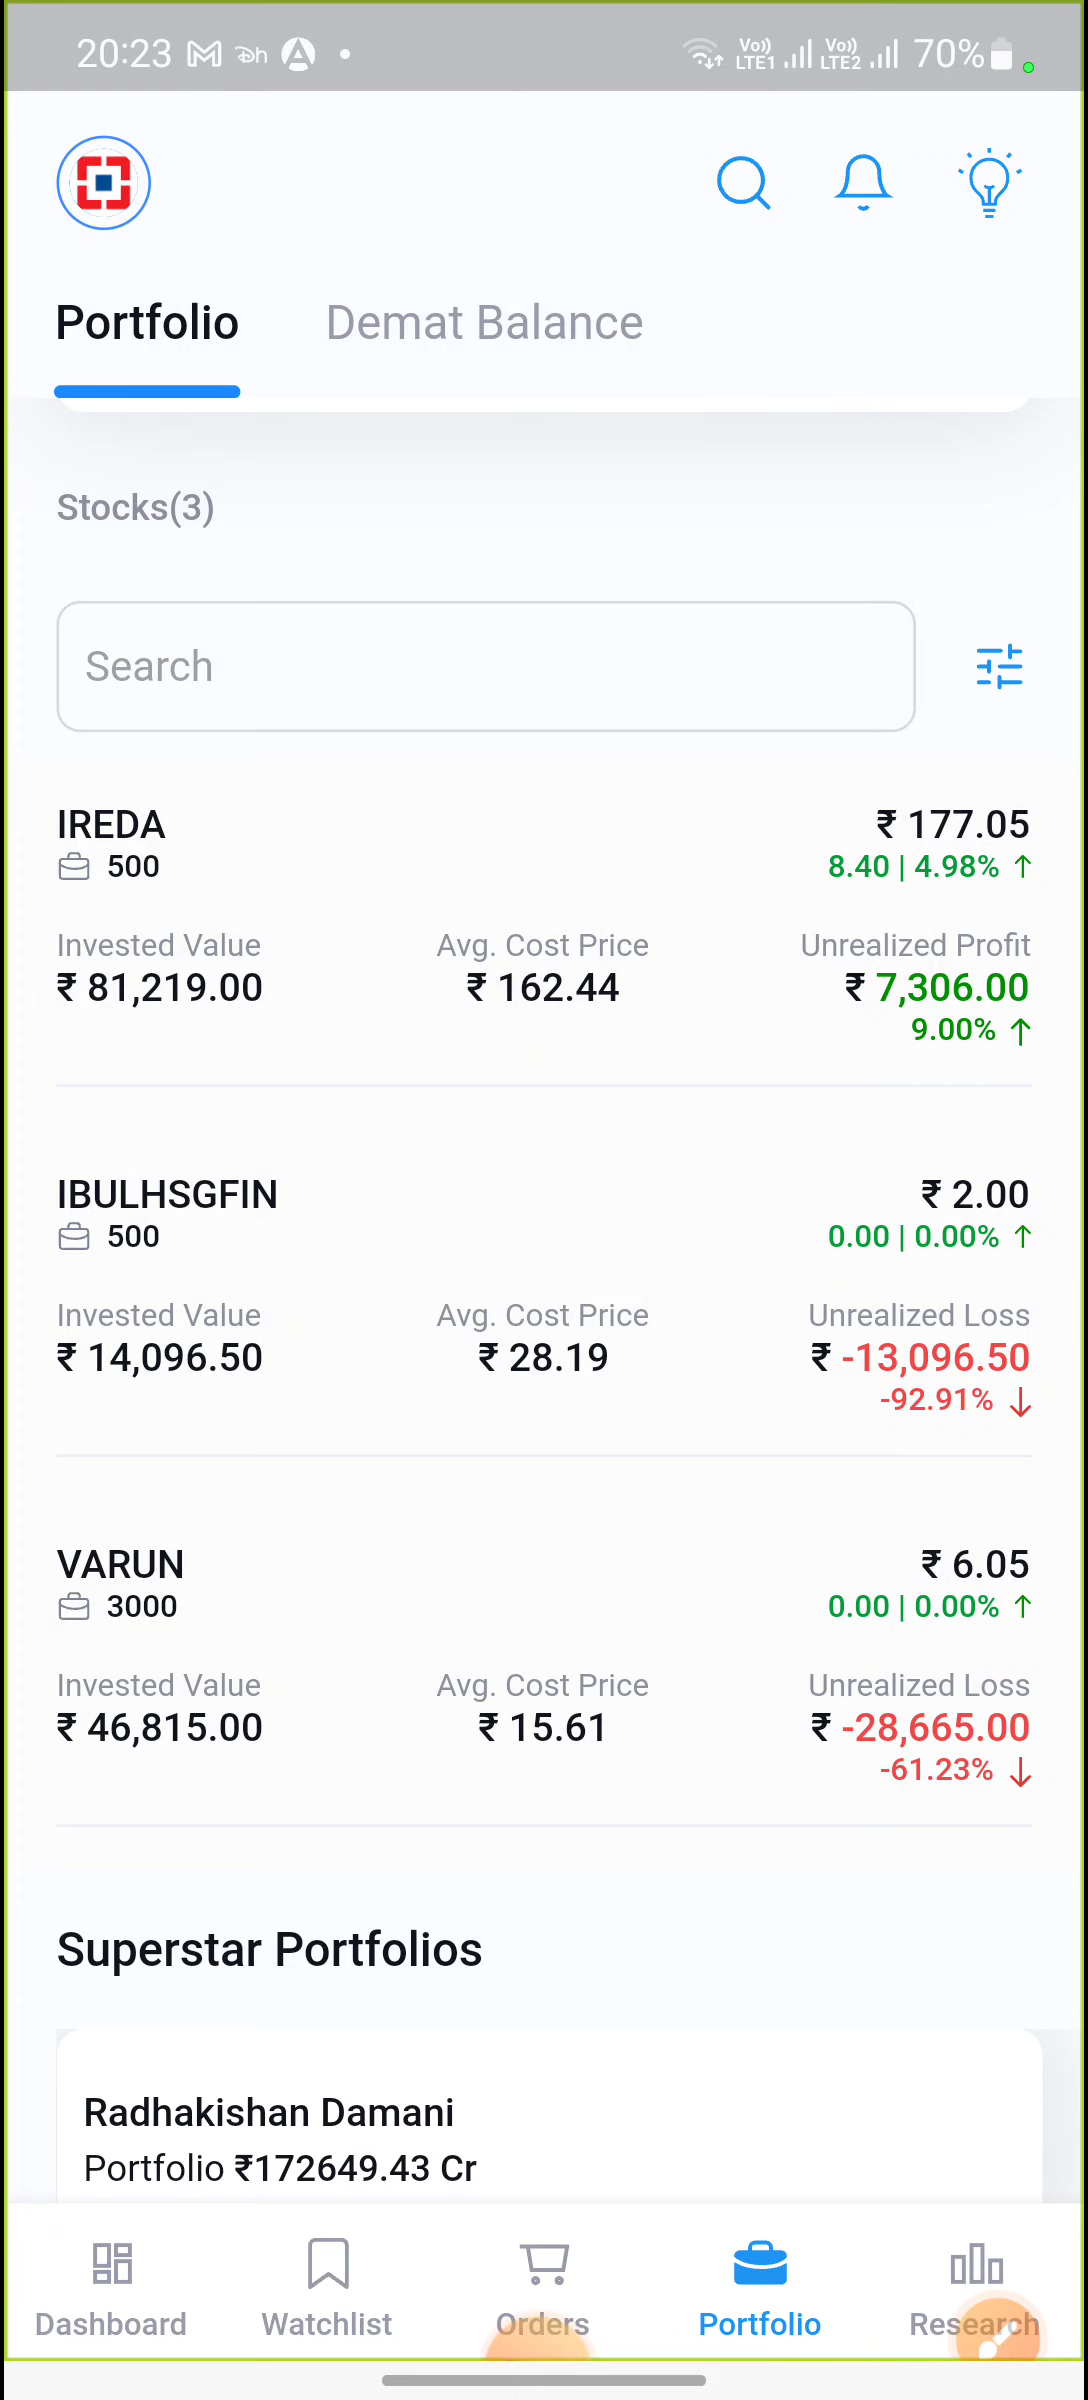 20:23 Vo)) LTE1 Vo)) LTE2 70%
Portfolio Demat Balance
Stocks(3)
Search
IREDA ₹ 177.05
500 8.40 | 4.98% ↑
Invested Value Avg. Cost Price Unrealized Profit
₹ 81,219.00 ₹ 162.44 ₹ 7,306.00
9.00% ↑
IBULHSGFIN ₹ 2.00
500 0.00 | 0.00% ↑
Invested Value Avg. Cost Price Unrealized Loss
₹ 14,096.50 ₹ 28.19 ₹ -13,096.50
-92.91% ↓
VARUN ₹ 6.05
3000 0.00 | 0.00% ↑
Invested Value Avg. Cost Price Unrealized Loss
₹ 46,815.00 ₹ 15.61 ₹ -28,665.00
-61.23% ↓
Superstar Portfolios
Radhakishan Damani
Portfolio ₹172649.43 Cr
Dashboard Watchlist Orders Portfolio Research